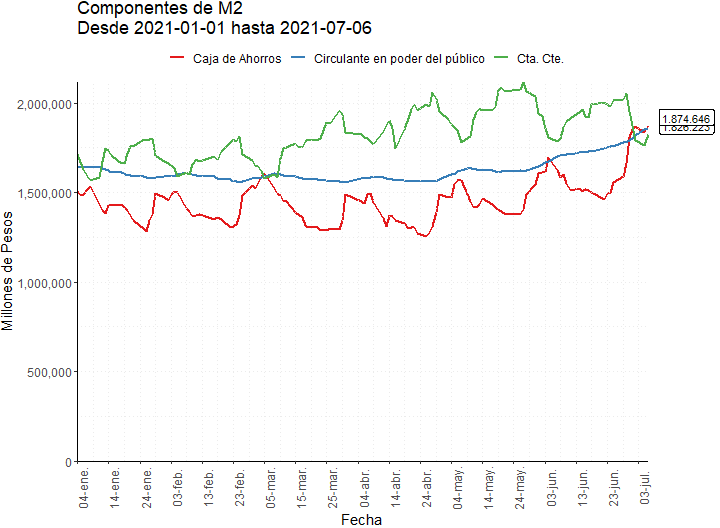 Componentes de M2
Desde 2021-01-01 hasta 2021-07-06
Caja de Ahorros
Circulante en poder del público
Cta. Cte.
Millones de Pesos
2,000,000
1,500,000
1,000,000
500,000
0
1.874.646
1.826.223
04-ene.
14-ene.
24-ene.
03-feb.
13-feb.
23-feb.
05-mar.
15-mar.
25-mar.
04-abr.
14-abr.
24-abr.
04-may.
14-may.
24-may.
03-jun.
13-jun.
23-jun.
03-jul.
Fecha